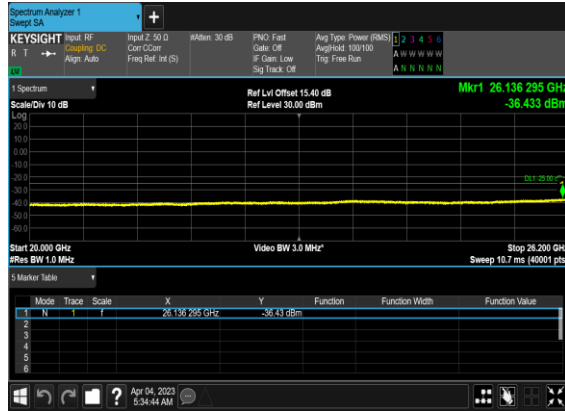 Spectrum Analyzer 1
Swept SA
+
KEYSIGHT Input: RF Input Z: 50 Ω #Atten: 30 dB PNO: Fast Avg Type: Power (RMS) 1 2 3 4 5 6
R T Coupling: DC Corr CCorr Gate: Off Avg|Hold: 100/100 A W W W W W
Align: Auto Freq Ref: Int (S) IF Gain: Low Trig: Free Run
Sig Track: Off A N N N N N
1 Spectrum
Ref Lvl Offset 15.40 dB Mkr1 26.136 295 GHz
Scale/Div 10 dB Ref Level 30.00 dBm -36.433 dBm
Log
20.0
10.0
0.00
-10.0
-20.0
DL1 -25.00
-30.0
-40.0
-50.0
-60.0
Start 20.000 GHz Video BW 3.0 MHz* Stop 26.200 GHz
#Res BW 1.0 MHz Sweep 10.7 ms (40001 pts
5 Marker Table
Mode Trace Scale X Y Function Function Width Function Value
1 N 1 f 26.136 295 GHz -36.43 dBm
2
3
4
5
6
? Apr 04, 2023
5:34:44 AM